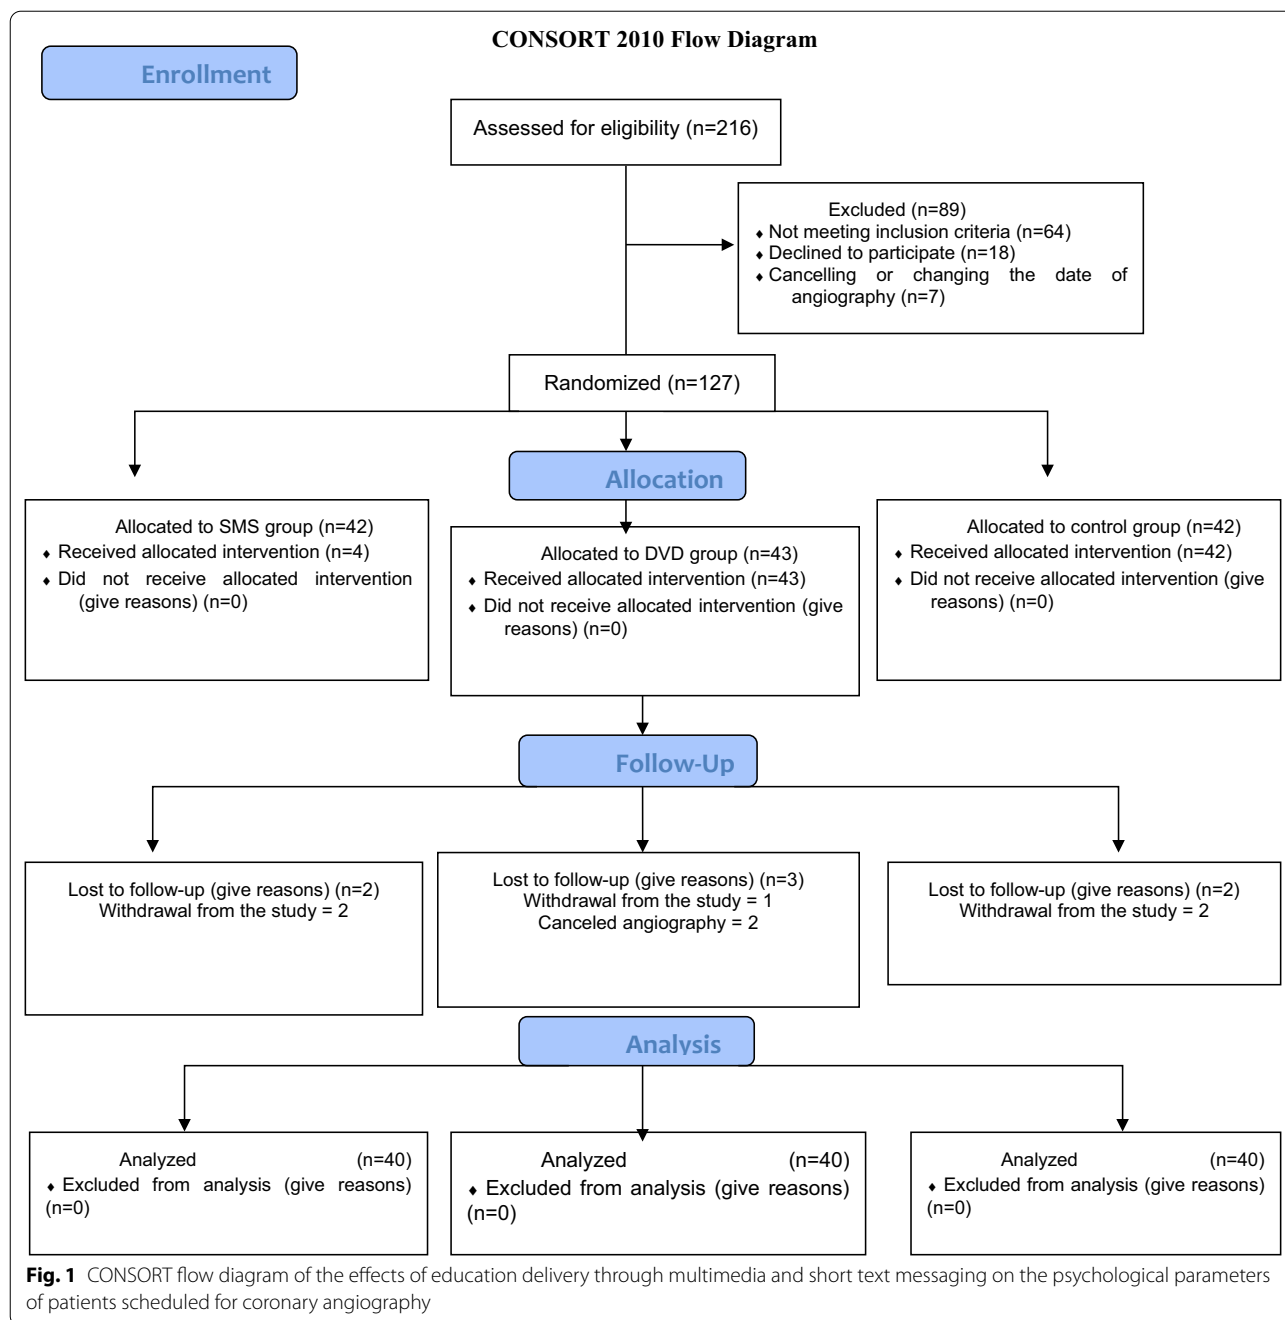 CONSORT 2010 Flow Diagram
Enrollment
Assessed for eligibility (n=216)
Excluded (n=89)
♦ Not meeting inclusion criteria (n=64)
♦ Declined to participate (n=18)
♦ Cancelling or changing the date of
angiography (n=7)
Randomized (n=127)
Allocation
Allocated to SMS group (n=42)
♦ Received allocated intervention (n=4)
♦ Did not receive allocated intervention
(give reasons) (n=0)
Allocated to DVD group (n=43)
♦ Received allocated intervention (n=43)
♦ Did not receive allocated intervention (give
reasons) (n=0)
Allocated to control group (n=42)
♦ Received allocated intervention (n=42)
♦ Did not receive allocated intervention (give
reasons) (n=0)
Follow-Up
Lost to follow-up (give reasons) (n=2)
Withdrawal from the study = 2
Lost to follow-up (give reasons) (n=3)
Withdrawal from the study = 1
Canceled angiography = 2
Lost to follow-up (give reasons) (n=2)
Withdrawal from the study = 2
Analysis
Analyzed (n=40)
♦ Excluded from analysis (give reasons)
(n=0)
Analyzed (n=40)
♦ Excluded from analysis (give reasons)
(n=0)
Analyzed (n=40)
♦ Excluded from analysis (give reasons)
(n=0)
Fig. 1 CONSORT flow diagram of the effects of education delivery through multimedia and short text messaging on the psychological parameters
of patients scheduled for coronary angiography